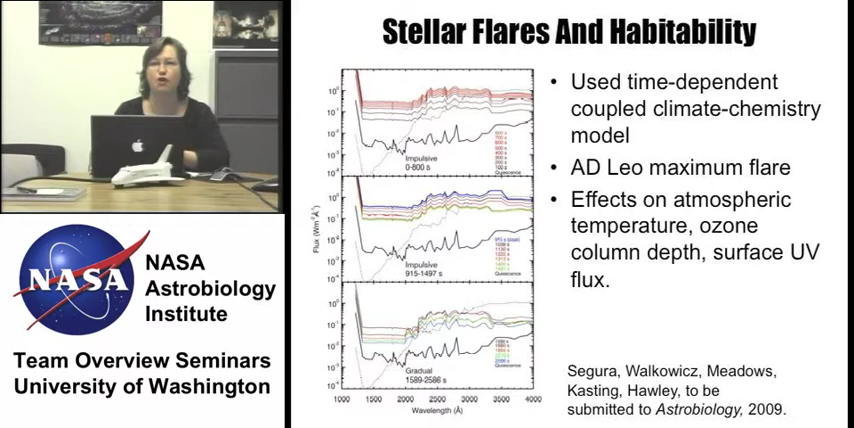 Stellar Flares And Habitability
• Used time-dependent
coupled climate-chemistry
model
• AD Leo maximum flare
• Effects on atmospheric
temperature, ozone
column depth, surface UV
flux.
Segura, Walkowicz, Meadows,
Kasting, Hawley, to be
submitted to Astrobiology, 2009.
Impulsive
0-800 s
Quiescence
Impulsive
915-1497 s
Quiescence
Gradual
1589-2586 s
Quiescence
1000 1500 2000 2500 3000 3500 4000
Wavelength (Å)
NASA
NASA
Astrobiology
Institute
Team Overview Seminars
University of Washington